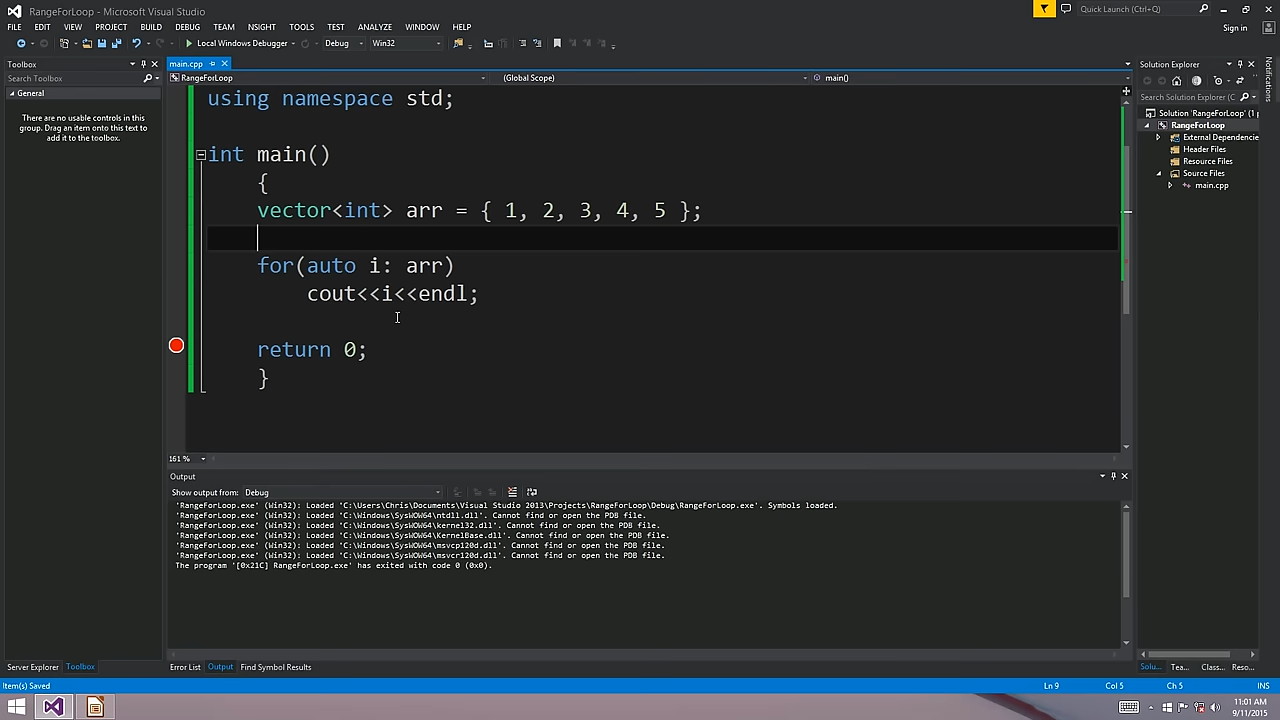 RangeForLoop - Microsoft Visual Studio
Quick Launch (Ctrl+Q)
FILE EDIT VIEW PROJECT BUILD DEBUG TEAM NSIGHT TOOLS TEST ANALYZE WINDOW HELP
Sign in
Local Windows Debugger Debug Win32
Toolbox
Search Toolbox
General
There are no usable controls in this
group. Drag an item onto this text to
add it to the toolbox.
main.cpp
RangeForLoop (Global Scope) main()
using namespace std;
int main()
{
vector<int> arr = { 1, 2, 3, 4, 5 };
for(auto i: arr)
cout<<i<<endl;
return 0;
}
161 %
Solution Explorer
Search Solution Explorer (C
Solution 'RangeForLoop' (1 p
RangeForLoop
External Dependencie
Header Files
Resource Files
Source Files
main.cpp
Notifications
Output
Show output from: Debug
'RangeForLoop.exe' (Win32): Loaded 'C:\Users\Chris\Documents\Visual Studio 2013\Projects\RangeForLoop\Debug\RangeForLoop.exe'. Symbols loaded.
'RangeForLoop.exe' (Win32): Loaded 'C:\Windows\SysWOW64\ntdll.dll'. Cannot find or open the PDB file.
'RangeForLoop.exe' (Win32): Loaded 'C:\Windows\SysWOW64\kernel32.dll'. Cannot find or open the PDB file.
'RangeForLoop.exe' (Win32): Loaded 'C:\Windows\SysWOW64\KernelBase.dll'. Cannot find or open the PDB file.
'RangeForLoop.exe' (Win32): Loaded 'C:\Windows\SysWOW64\msvcp120d.dll'. Cannot find or open the PDB file.
'RangeForLoop.exe' (Win32): Loaded 'C:\Windows\SysWOW64\msvcr120d.dll'. Cannot find or open the PDB file.
The program '[0x21C] RangeForLoop.exe' has exited with code 0 (0x0).
Server Explorer Toolbox
Error List Output Find Symbol Results
Solu... Tea... Class... Reso...
Item(s) Saved
Ln 9 Col 5 Ch 5 INS
11:01 AM
9/11/2015